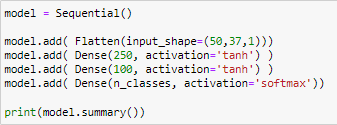 model = Sequential()
model.add( Flatten(input_shape=(50,37,1)))
model.add( Dense(250, activation='tanh') )
model.add( Dense(100, activation='tanh') )
model.add( Dense(n_classes, activation='softmax'))
print(model.summary())